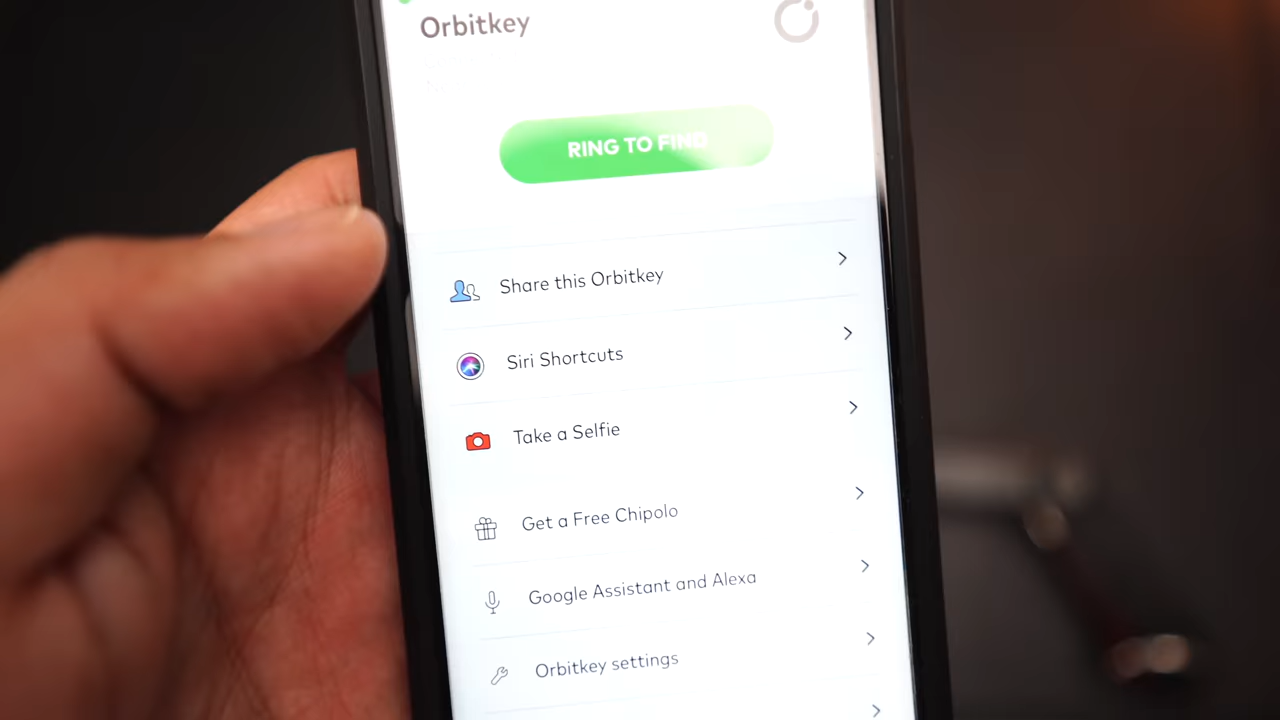 Orbitkey
RING TO FIND
Share this Orbitkey
Siri Shortcuts
Take a Selfie
Get a Free Chipolo
Google Assistant and Alexa
Orbitkey settings